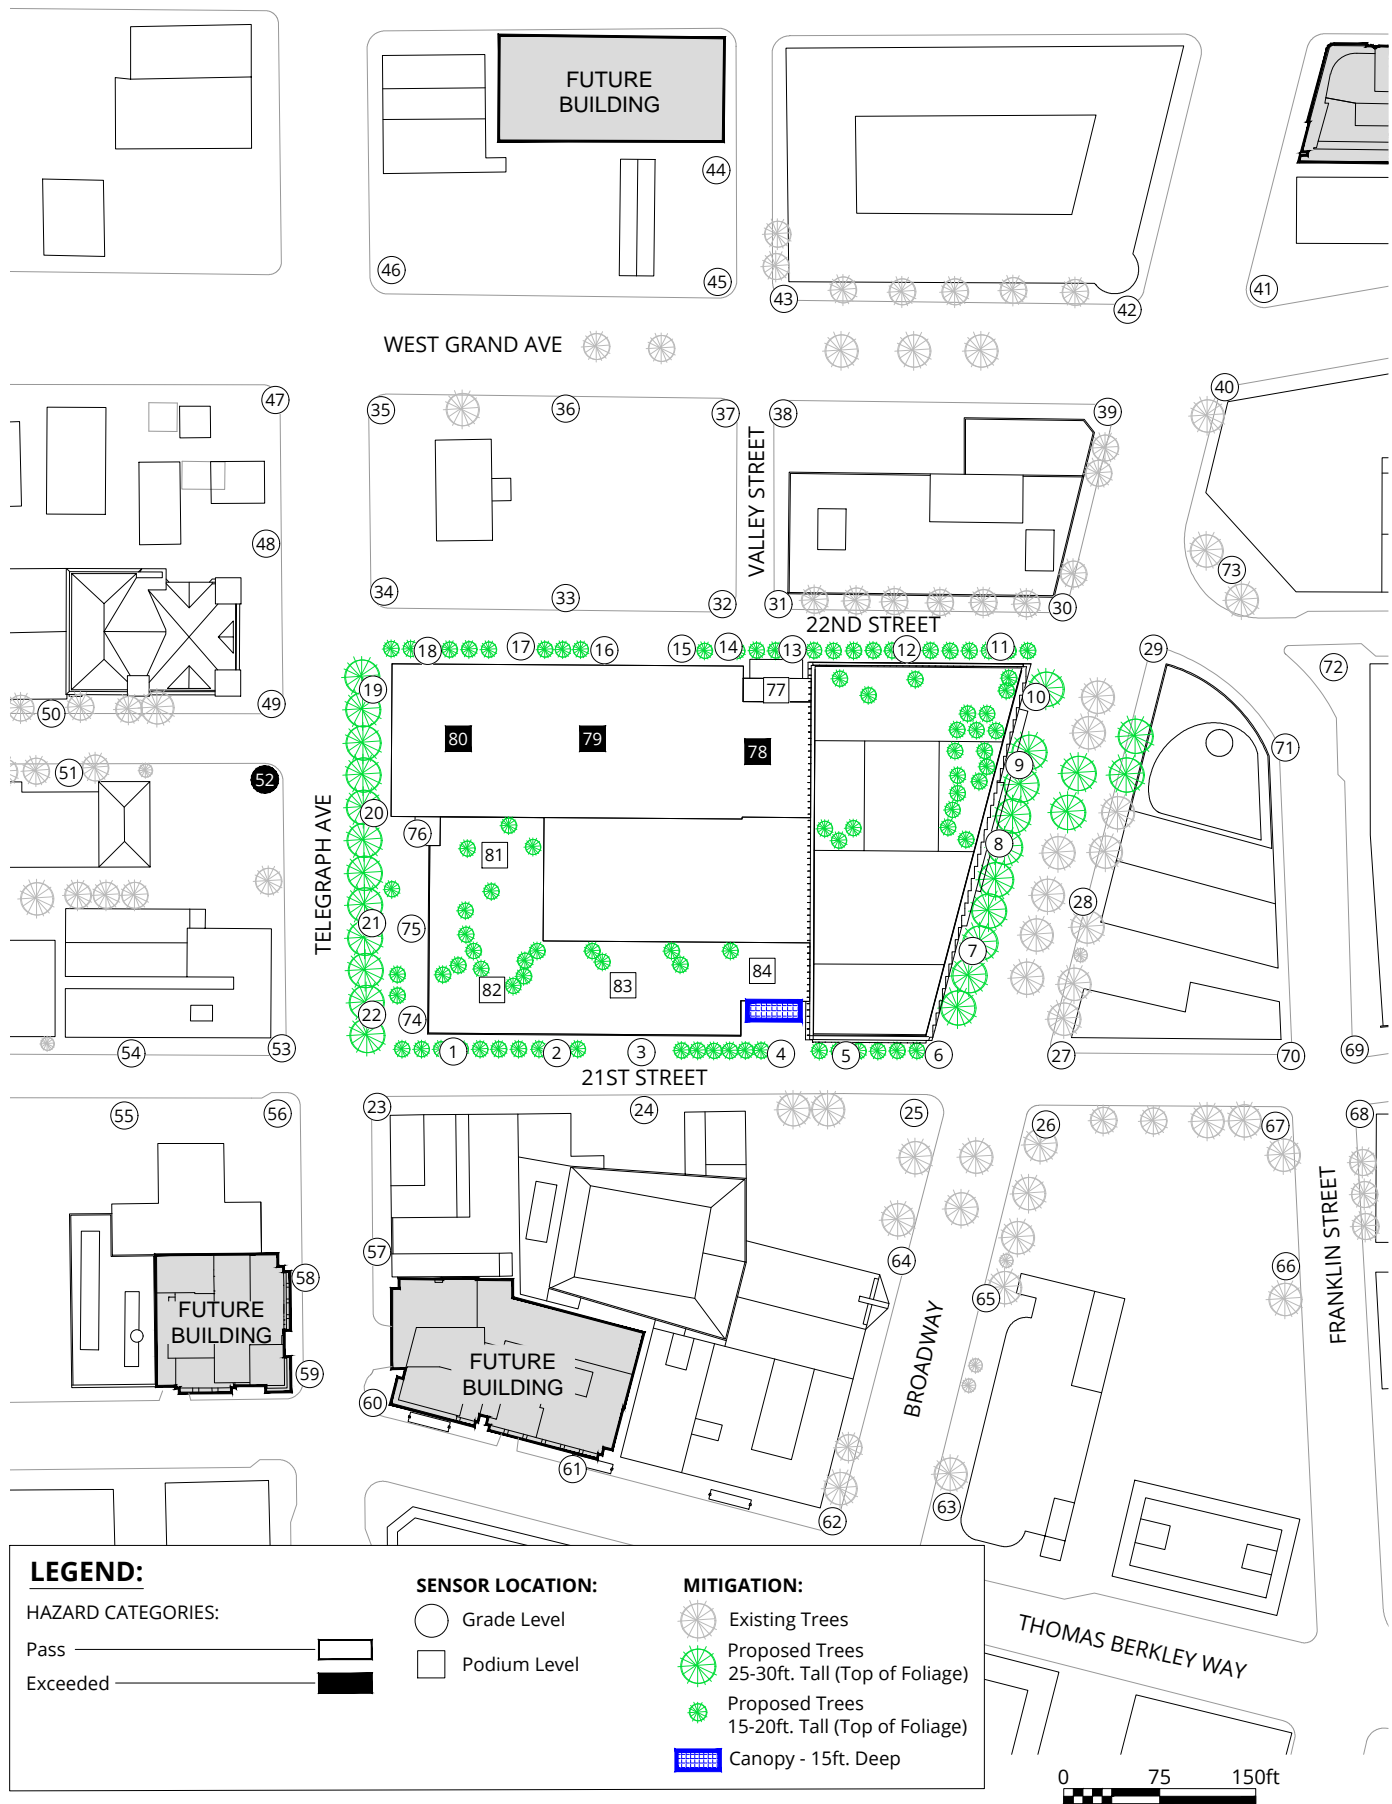 FUTURE
BUILDING
44
46
45
43
42
41
WEST GRAND AVE
47
35
36
37
38
39
40
VALLEY STREET
48
34
33
32
31
30
73
22ND STREET
18
17
16
15
14
13
12
11
29
72
19
77
10
49
50
80
79
78
71
51
52
9
20
76
81
8
TELEGRAPH AVE
21
75
28
7
82
83
84
22
74
54
53
1
2
3
4
5
6
27
70
69
21ST STREET
55
56
23
24
25
26
67
68
57
58
64
66
65
FRANKLIN STREET
FUTURE
BUILDING
BROADWAY
FUTURE
BUILDING
59
60
61
62
63
THOMAS BERKLEY WAY
LEGEND:
HAZARD CATEGORIES:
Pass
Exceeded
SENSOR LOCATION:
Grade Level
Podium Level
MITIGATION:
Existing Trees
Proposed Trees
25-30ft. Tall (Top of Foliage)
Proposed Trees
15-20ft. Tall (Top of Foliage)
Canopy - 15ft. Deep
0 75 150ft